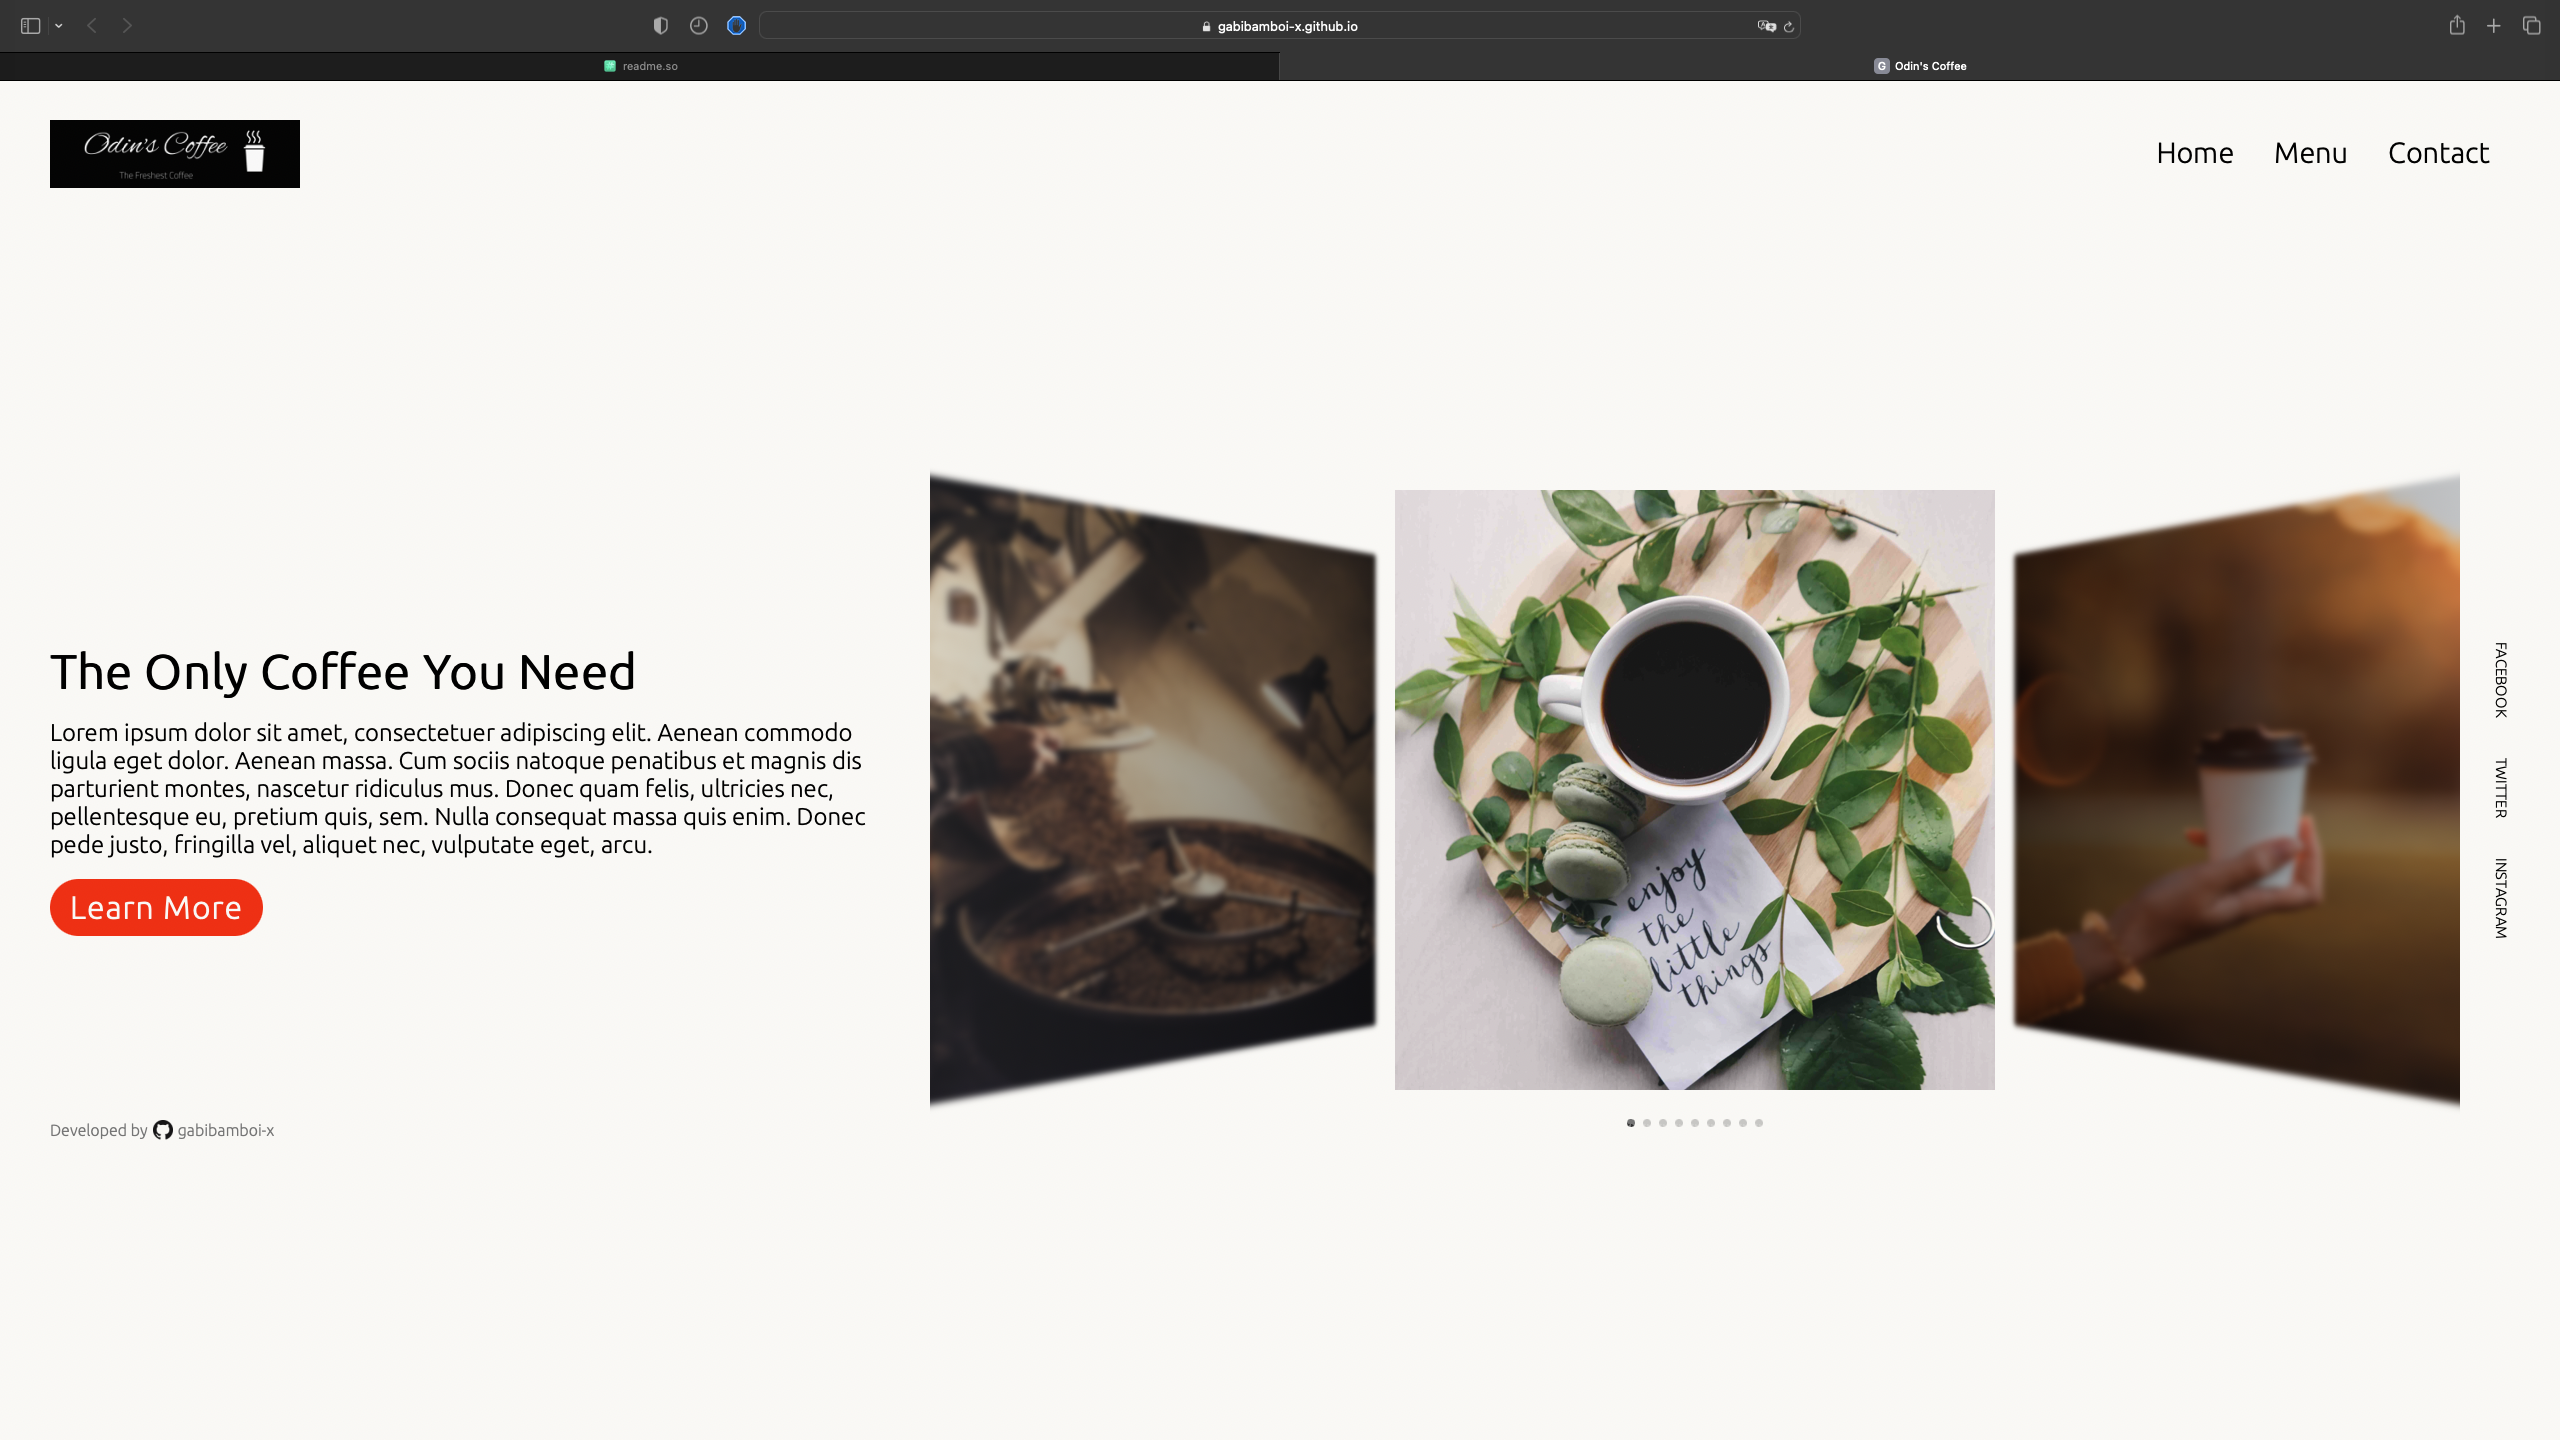 gabibamboi-x.github.io
readme.so
G Odin's Coffee
Odin's Coffee
The Freshest Coffee
Home Menu Contact
The Only Coffee You Need
Lorem ipsum dolor sit amet, consectetuer adipiscing elit. Aenean commodo
ligula eget dolor. Aenean massa. Cum sociis natoque penatibus et magnis dis
parturient montes, nascetur ridiculus mus. Donec quam felis, ultricies nec,
pellentesque eu, pretium quis, sem. Nulla consequat massa quis enim. Donec
pede justo, fringilla vel, aliquet nec, vulputate eget, arcu.
Learn More
Developed by gabibamboi-x
enjoy
the
little
things
FACEBOOK
TWITTER
INSTAGRAM